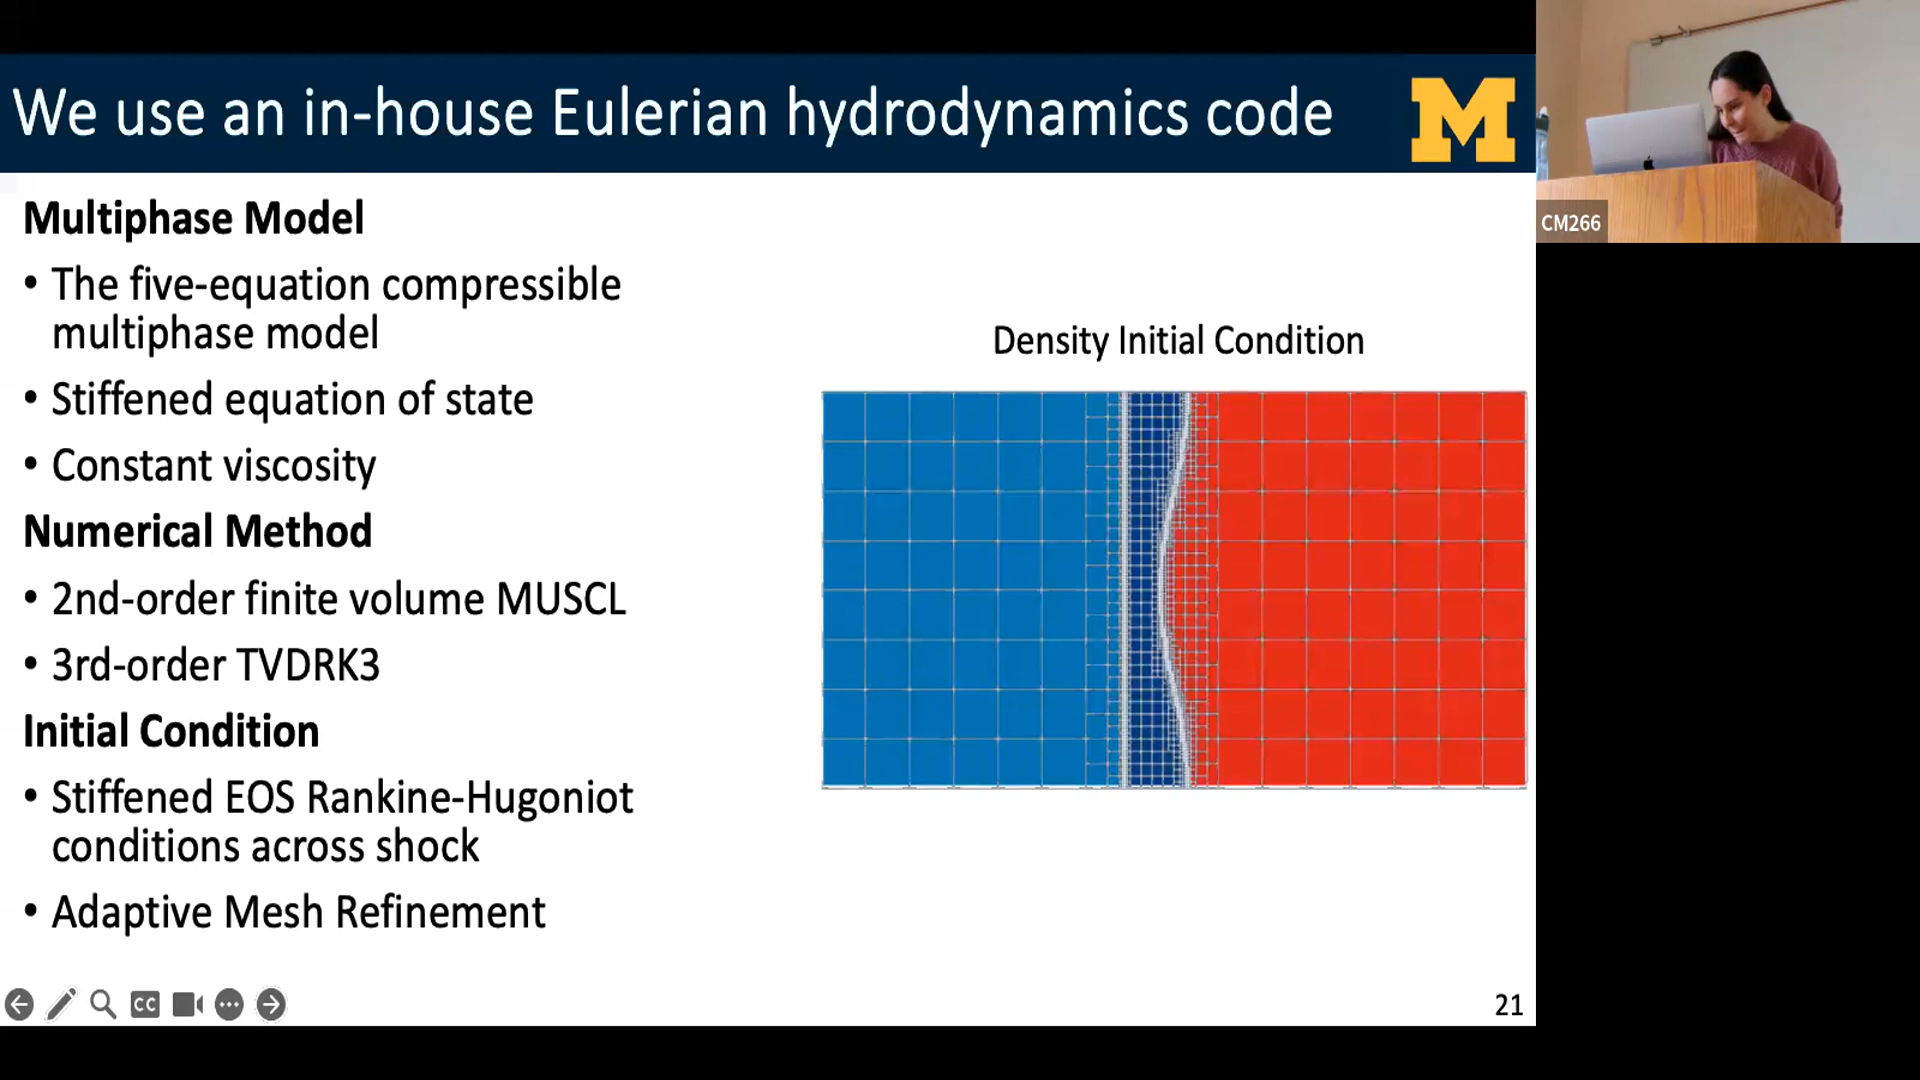 We use an in-house Eulerian hydrodynamics code
M
Multiphase Model
• The five-equation compressible
multiphase model
• Stiffened equation of state
• Constant viscosity
Numerical Method
• 2nd-order finite volume MUSCL
• 3rd-order TVDRK3
Initial Condition
• Stiffened EOS Rankine-Hugoniot
conditions across shock
• Adaptive Mesh Refinement
Density Initial Condition
CC
21
CM266